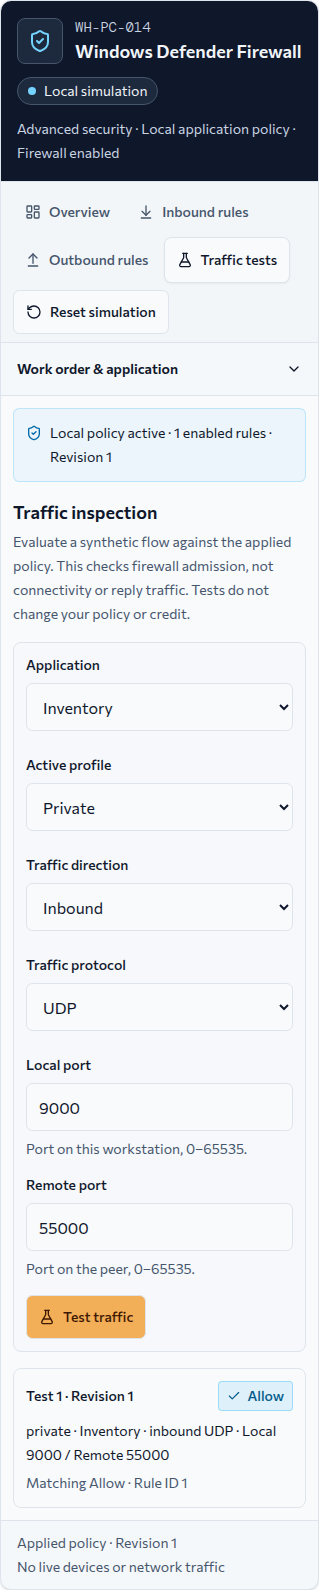 WH-PC-014
Windows Defender Firewall
Local simulation
Advanced security · Local application policy ·
Firewall enabled
Overview
Inbound rules
Outbound rules
Traffic tests
Reset simulation
Work order & application
Local policy active · 1 enabled rules ·
Revision 1
Traffic inspection
Evaluate a synthetic flow against the applied
policy. This checks firewall admission, not
connectivity or reply traffic. Tests do not
change your policy or credit.
Application
Inventory
Active profile
Private
Traffic direction
Inbound
Traffic protocol
UDP
Local port
9000
Port on this workstation, 0–65535.
Remote port
55000
Port on the peer, 0–65535.
Test traffic
Test 1 · Revision 1
Allow
private · Inventory · inbound UDP · Local
9000 / Remote 55000
Matching Allow · Rule ID 1
Applied policy · Revision 1
No live devices or network traffic